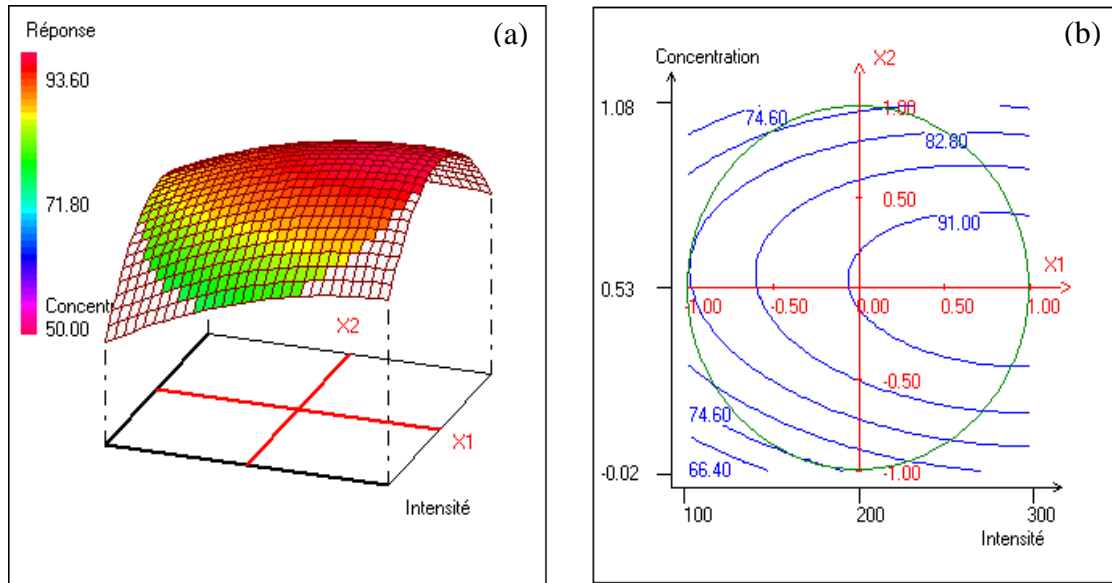 Réponse
(a)
93.60
71.80
Concentr
50.00
X2
X1
Intensité
(b)
Concentration
X2
1.08
74.60
1.00
82.80
0.50
91.00
X1
0.53
-1.00
-0.50
0.00
0.50
1.00
-0.50
74.60
66.40
-0.02
-1.00
100
200
300
Intensité